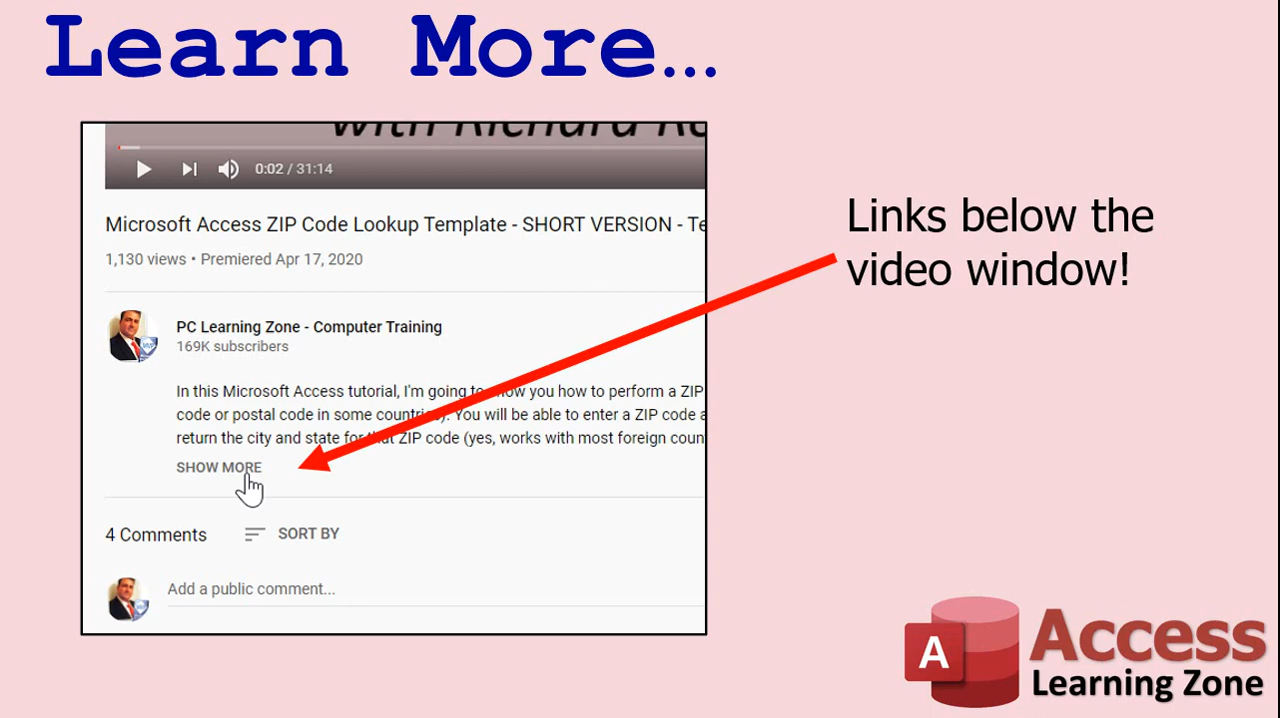 Learn More...
with Richard
0:02 / 31:14
Microsoft Access ZIP Code Lookup Template - SHORT VERSION -
1,130 views • Premiered Apr 17, 2020
Links below the
video window!
PC Learning Zone - Computer Training
169K subscribers
In this Microsoft Access tutorial, I'm going to show you how to perform a ZIP
code or postal code in some countries). You will be able to enter a ZIP code
return the city and state for that ZIP code (yes, works with most foreign
SHOW MORE
4 Comments
SORT BY
Add a public comment...
A
Access
Learning Zone